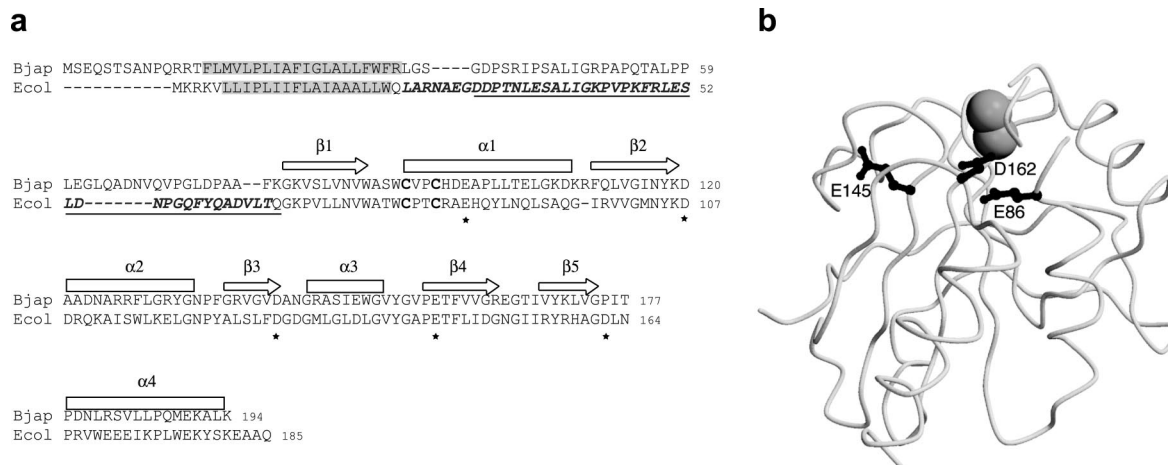 a
b
Bjap MSEQSTSANPQRRTFLMVLPLIAFIGLALLFWFRLGS----GDPSRIPSALIGRPAPQTALPP 59
Ecol -----------MKRKVLLIPLIIFLAIAAALLWQLARNAEGDDPTNLESALIGKPVPKFRLES 52
β1 α1 β2
Bjap LEGLQADNVQVPGLDPAA--FKGKVSLVNVWASWCVPCHDEAPLLTELGKDKRFQLVGINYKD 120
Ecol LD---------NPGQFYQADVLTQGKPVLLNVWATWCPTCRAEHQYLNQLSAQG-IRVVGMNYKD 107
★ ★
α2 β3 α3 β4 β5
Bjap AADNARRFLGRYGNPFGRVGVDANGRASIEWGVYGVPETFVVGREGTIVYKLVGPIT 177
Ecol DRQKAISWLKELGNPYALSLFDGDGMLGLDLGVYGAPETFLIDGNGIIRYRHAGDLN 164
★ ★ ★
α4
Bjap PDNLRSVLLPQMEKALK 194
Ecol PRVWEEEIKPLWEKYSKEAAQ 185
E145
D162
E86